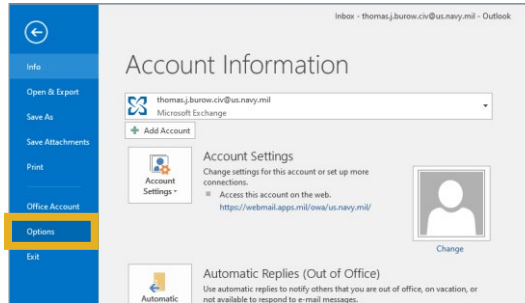 Inbox - thomas.j.burow.civ@us.navy.mil - Outlook
Info
Open & Export
Save As
Save Attachments
Print
Office Account
Options
Exit
Account Information
thomas.j.burow.civ@us.navy.mil
Microsoft Exchange
Add Account
Account
Settings
Account Settings
Change settings for this account or set up more
connections.
Access this account on the web.
https://webmail.apps.mil/owa/us.navy.mil/
Change
Automatic
Automatic Replies (Out of Office)
Use automatic replies to notify others that you are out of office, on vacation, or
not available to respond to e-mail messages.